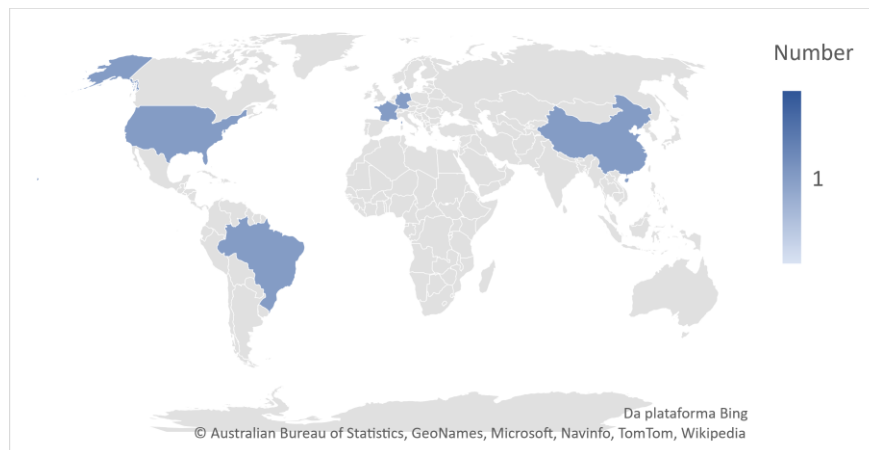 Number
1
Da plataforma Bing
© Australian Bureau of Statistics, GeoNames, Microsoft, Navinfo, TomTom, Wikipedia